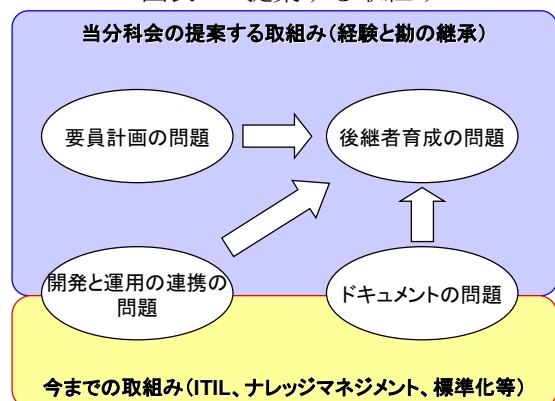 当分科会の提案する取組み(経験と勘の継承)
要員計画の問題
後継者育成の問題
開発と運用の連携の
問題
ドキュメントの問題
今までの取組み(ITIL、ナレッジマネジメント、標準化等)